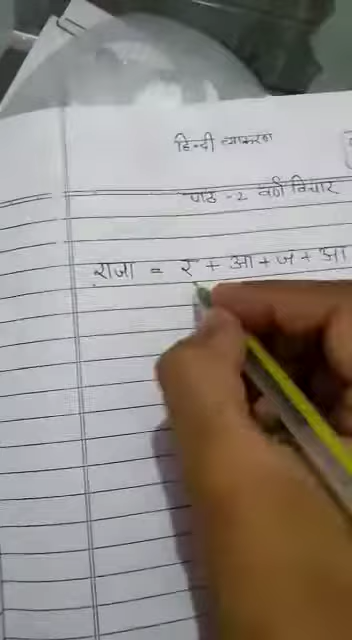 हिन्दी व्याकरण
पाठ -2 वर्ण विचार
राजा = र् + आ + ज + आ